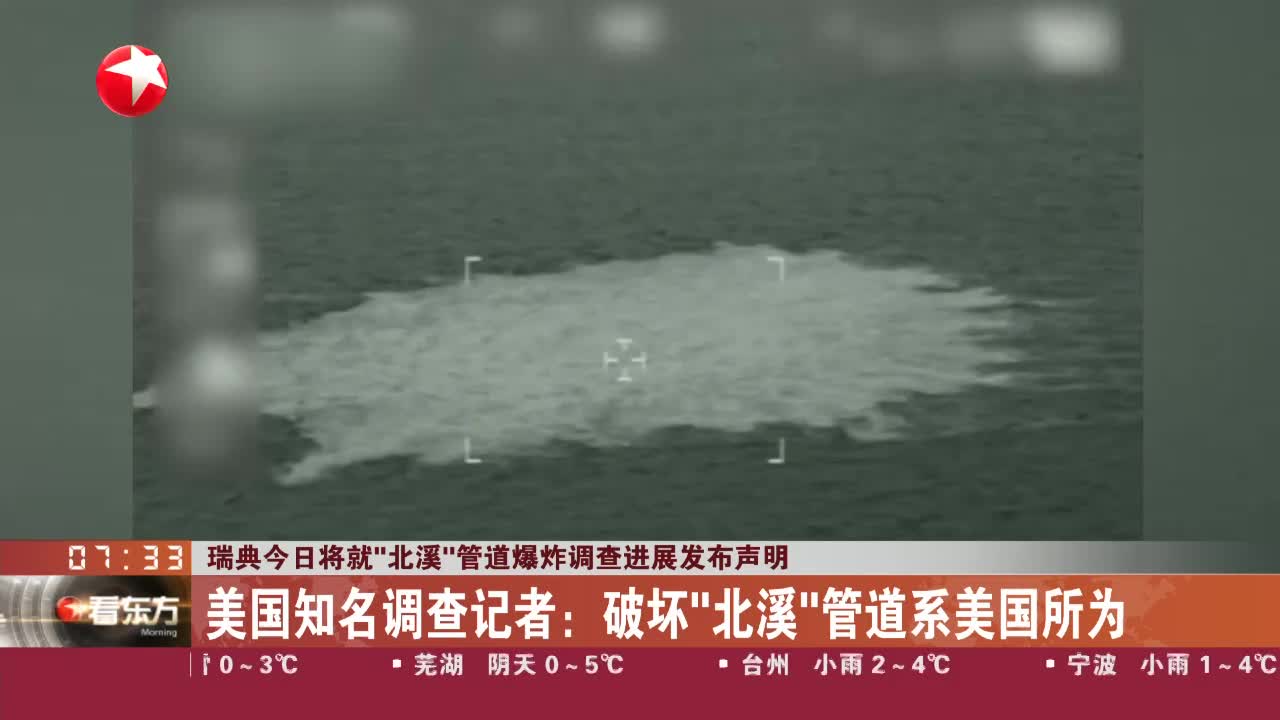 07:33
瑞典今日将就"北溪"管道爆炸调查进展发布声明
看东方
Morning
美国知名调查记者：破坏"北溪"管道系美国所为
0~3℃ ▪ 芜湖 阴天 0~5℃ ▪ 台州 小雨 2~4℃ ▪ 宁波 小雨 1~4℃